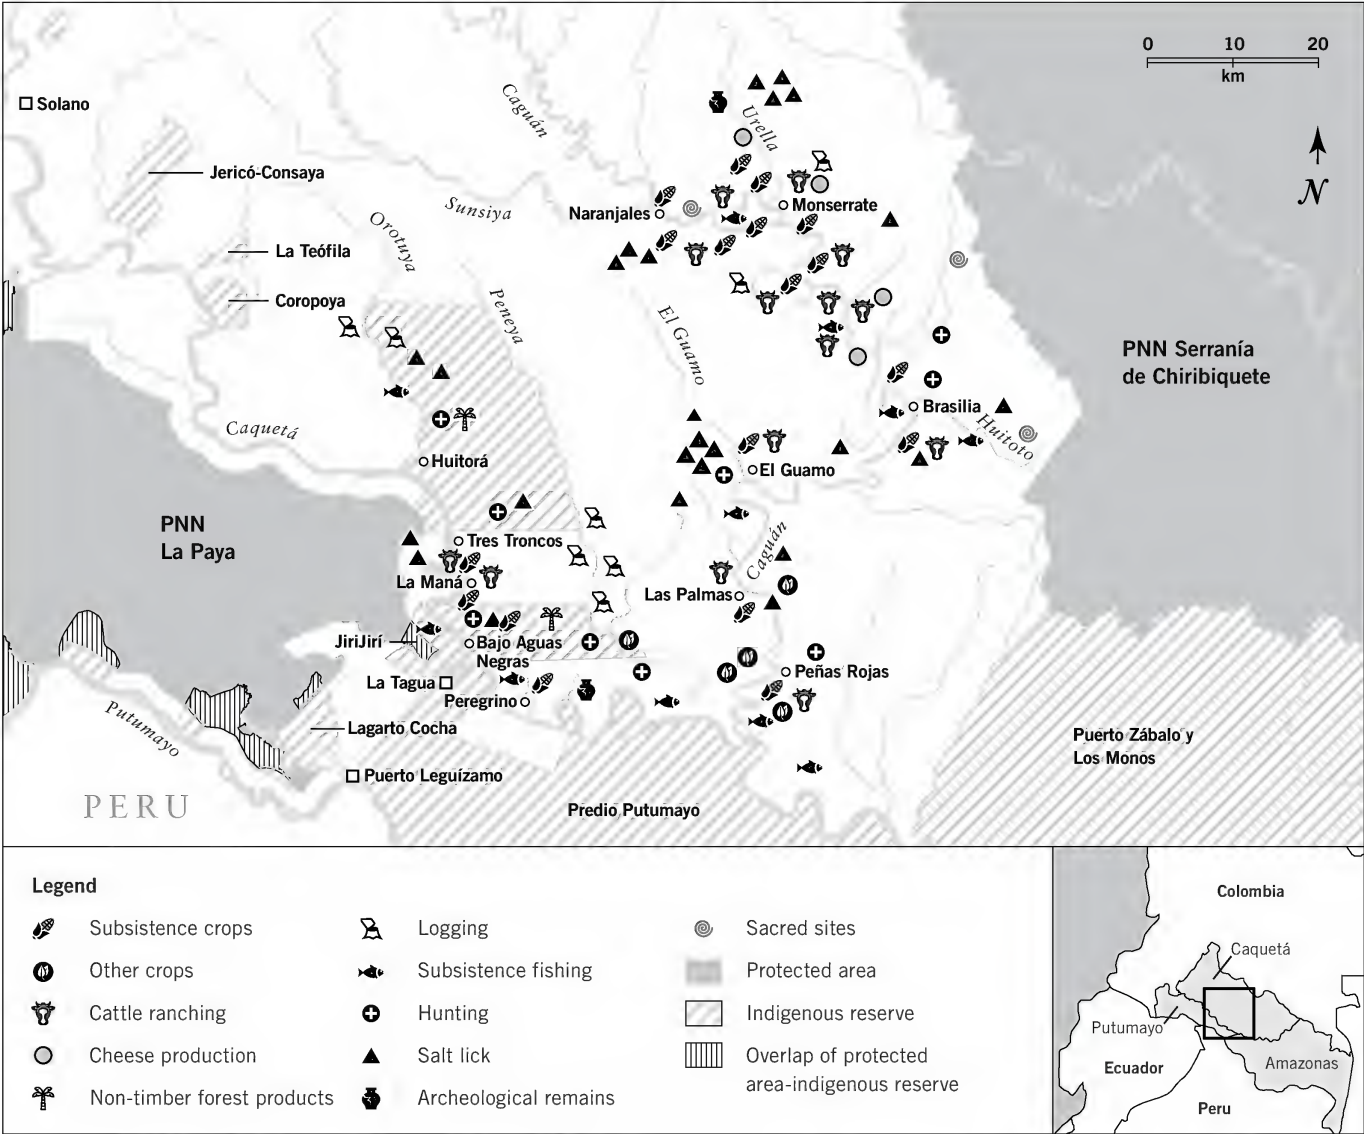 0 10 20
km
N
Solano
Caguán
Urella
Jericó-Consaya
Sunsiya
Naranjales
Monserrate
Orotuya
La Teófila
Coropoya
Peneya
El Guamo
PNN Serranía
de Chiribiquete
Brasilia
Huitoto
Caquetá
Huitorá
El Guamo
PNN
La Paya
Tres Troncos
Caguán
La Maná
Las Palmas
JiriJirí
Bajo Aguas
Negras
La Tagua
Peregrino
Peñas Rojas
Putumayo
Lagarto Cocha
Puerto Zábalo y
Los Monos
Puerto Leguízamo
PERU
Predio Putumayo
Legend
Subsistence crops
Other crops
Cattle ranching
Cheese production
Non-timber forest products
Logging
Subsistence fishing
Hunting
Salt lick
Archeological remains
Sacred sites
Protected area
Indigenous reserve
Overlap of protected
area-indigenous reserve
Colombia
Caquetá
Putumayo
Ecuador
Amazonas
Peru